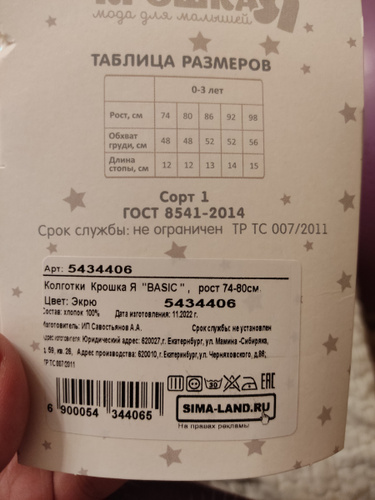 КРОШКА Я
мода для малышей
ТАБЛИЦА РАЗМЕРОВ
0-3 лет
Рост, см 74 80 86 92 98
Обхват груди, см 48 48 52 52 56
Длина стопы, см 12 12 13 14 15
Сорт 1
ГОСТ 8541-2014
Срок службы: не ограничен ТР ТС 007/2011
Арт: 5434406
Колготки Крошка Я "BASIC", рост 74-80см
Цвет: Экрю 5434406
Состав: хлопок 100% Дата изготовления: 11.2022 г.
Изготовитель: ИП Савостьянов А.А. Срок службы: не установлен
Адрес изготовителя: Юридический адрес: 620027, г. Екатеринбург, ул. Мамина-Сибиряка,
д. 59, кв. 26, Адрес производства: 620010, г. Екатеринбург, ул. Черняховского, д.86,
ТР ТС 007/2011
6 900054 344065
30
EAC
SIMA-LAND.RU
На правах рекламы